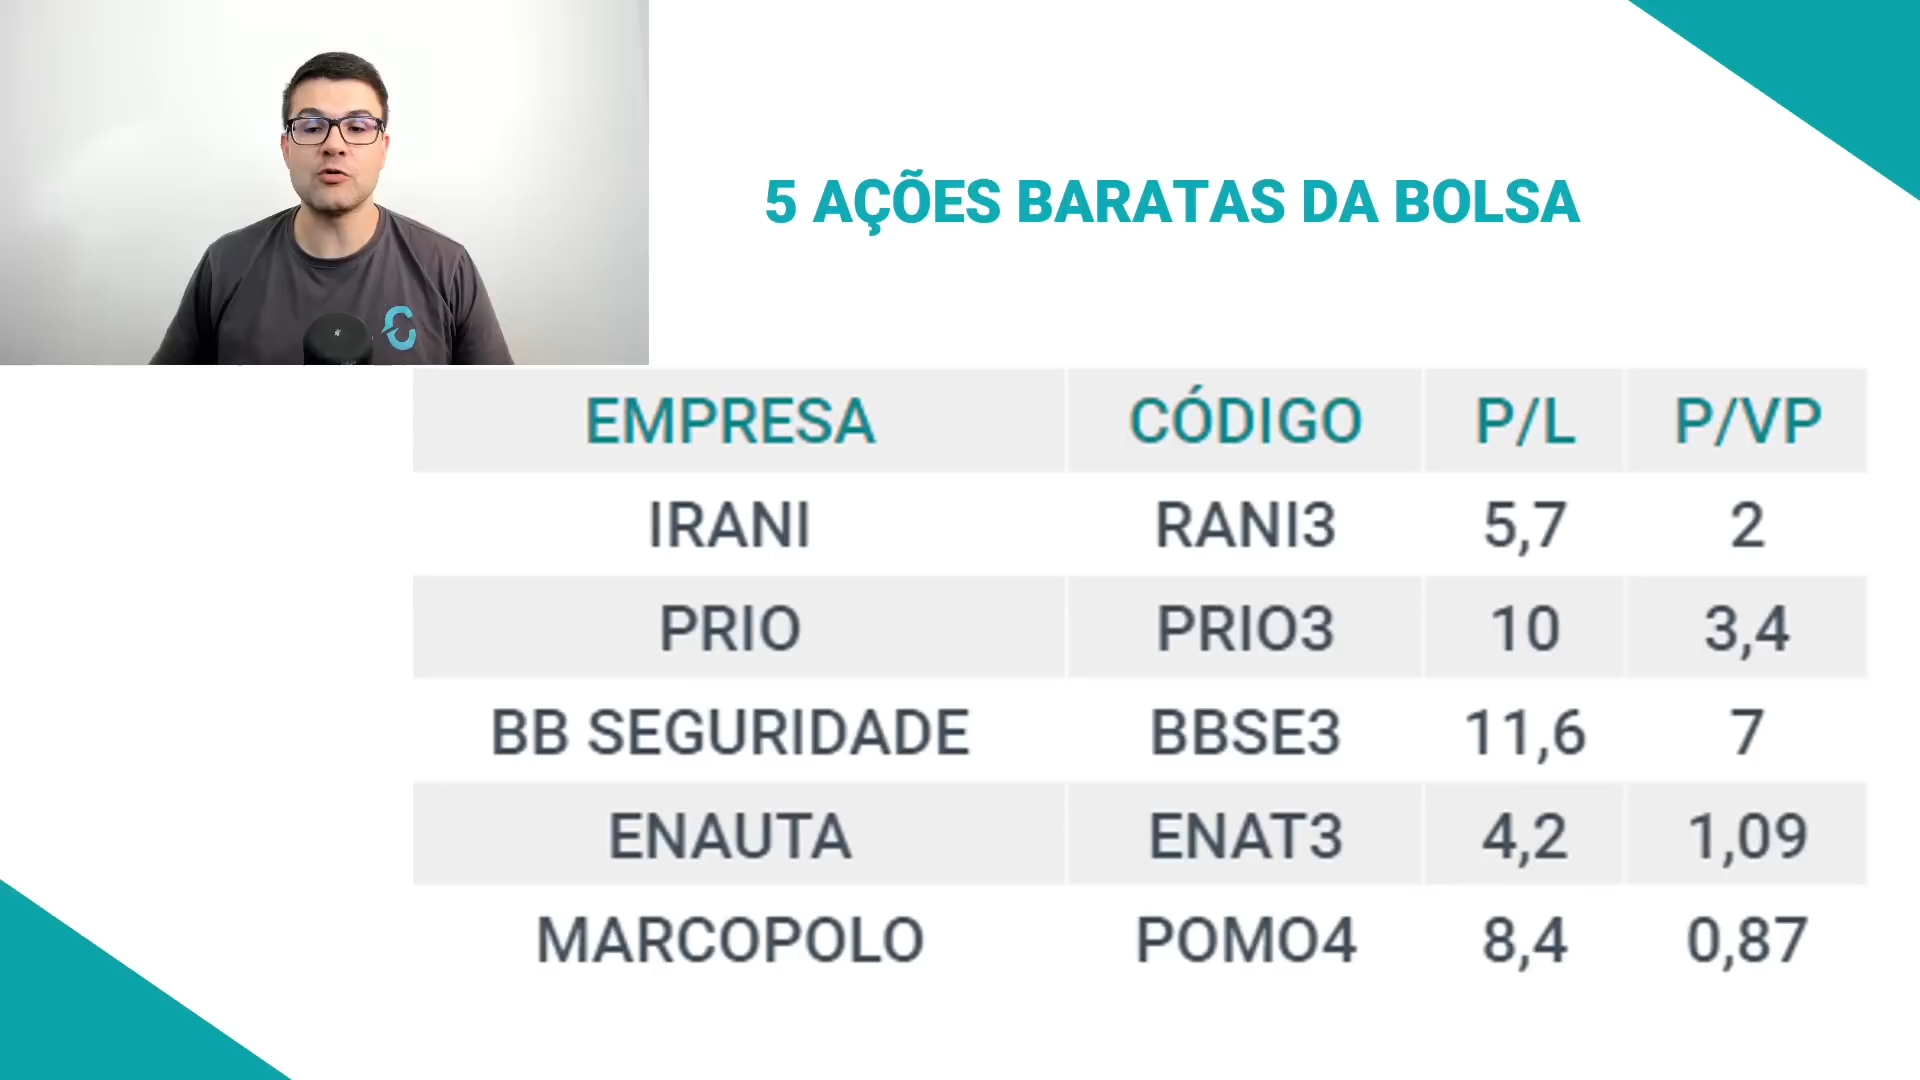 5 AÇÕES BARATAS DA BOLSA
EMPRESA CÓDIGO P/L P/VP
IRANI RANI3 5,7 2
PRIO PRIO3 10 3,4
BB SEGURIDADE BBSE3 11,6 7
ENAUTA ENAT3 4,2 1,09
MARCOPOLO POMO4 8,4 0,87